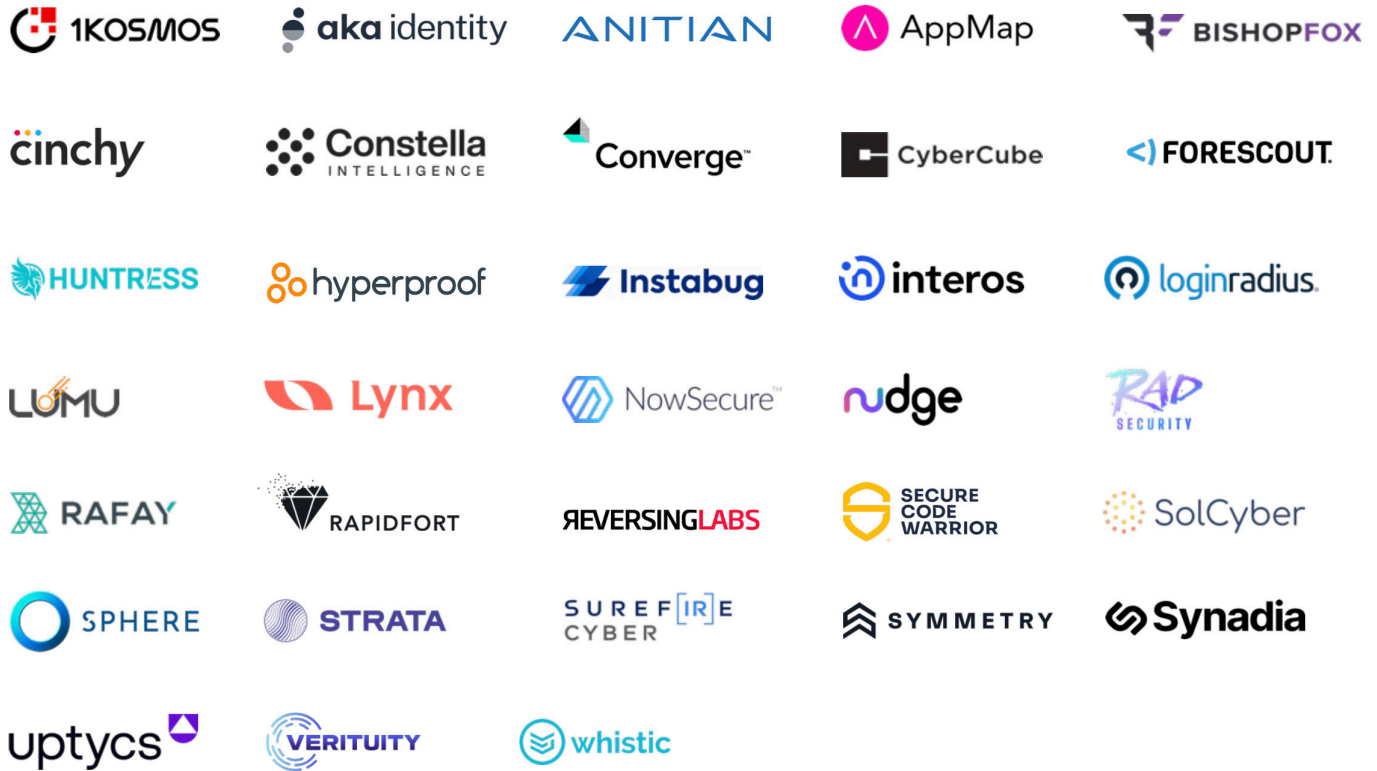 1KOSMOS
aka identity
ANITIAN
AppMap
BISHOPFOX
cinchy
Constella
INTELLIGENCE
Converge™
CyberCube
FORESCOUT.
HUNTRESS
hyperproof
Instabug
interos
loginradius®
LUMU
Lynx
NowSecure™
nudge
RAD
SECURITY
RAFAY
RAPIDFORT
REVERSINGLABS
SECURE
CODE
WARRIOR
SolCyber
SPHERE
STRATA
SUREF[IR]E
CYBER
SYMMETRY
Synadia
uptycs
VERITUITY
whistic